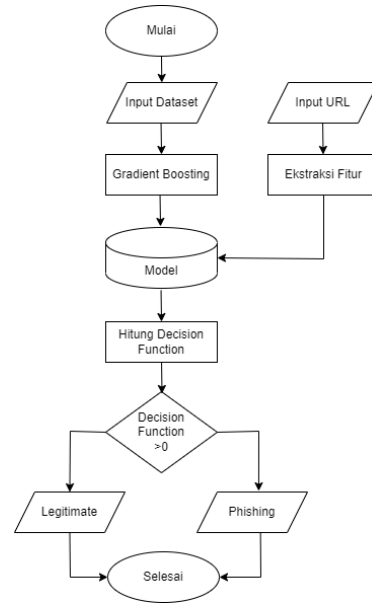 Mulai
Input Dataset
Input URL
Gradient Boosting
Ekstraksi Fitur
Model
Hitung Decision
Function
Decision
Function
>0
Legitimate
Phishing
Selesai